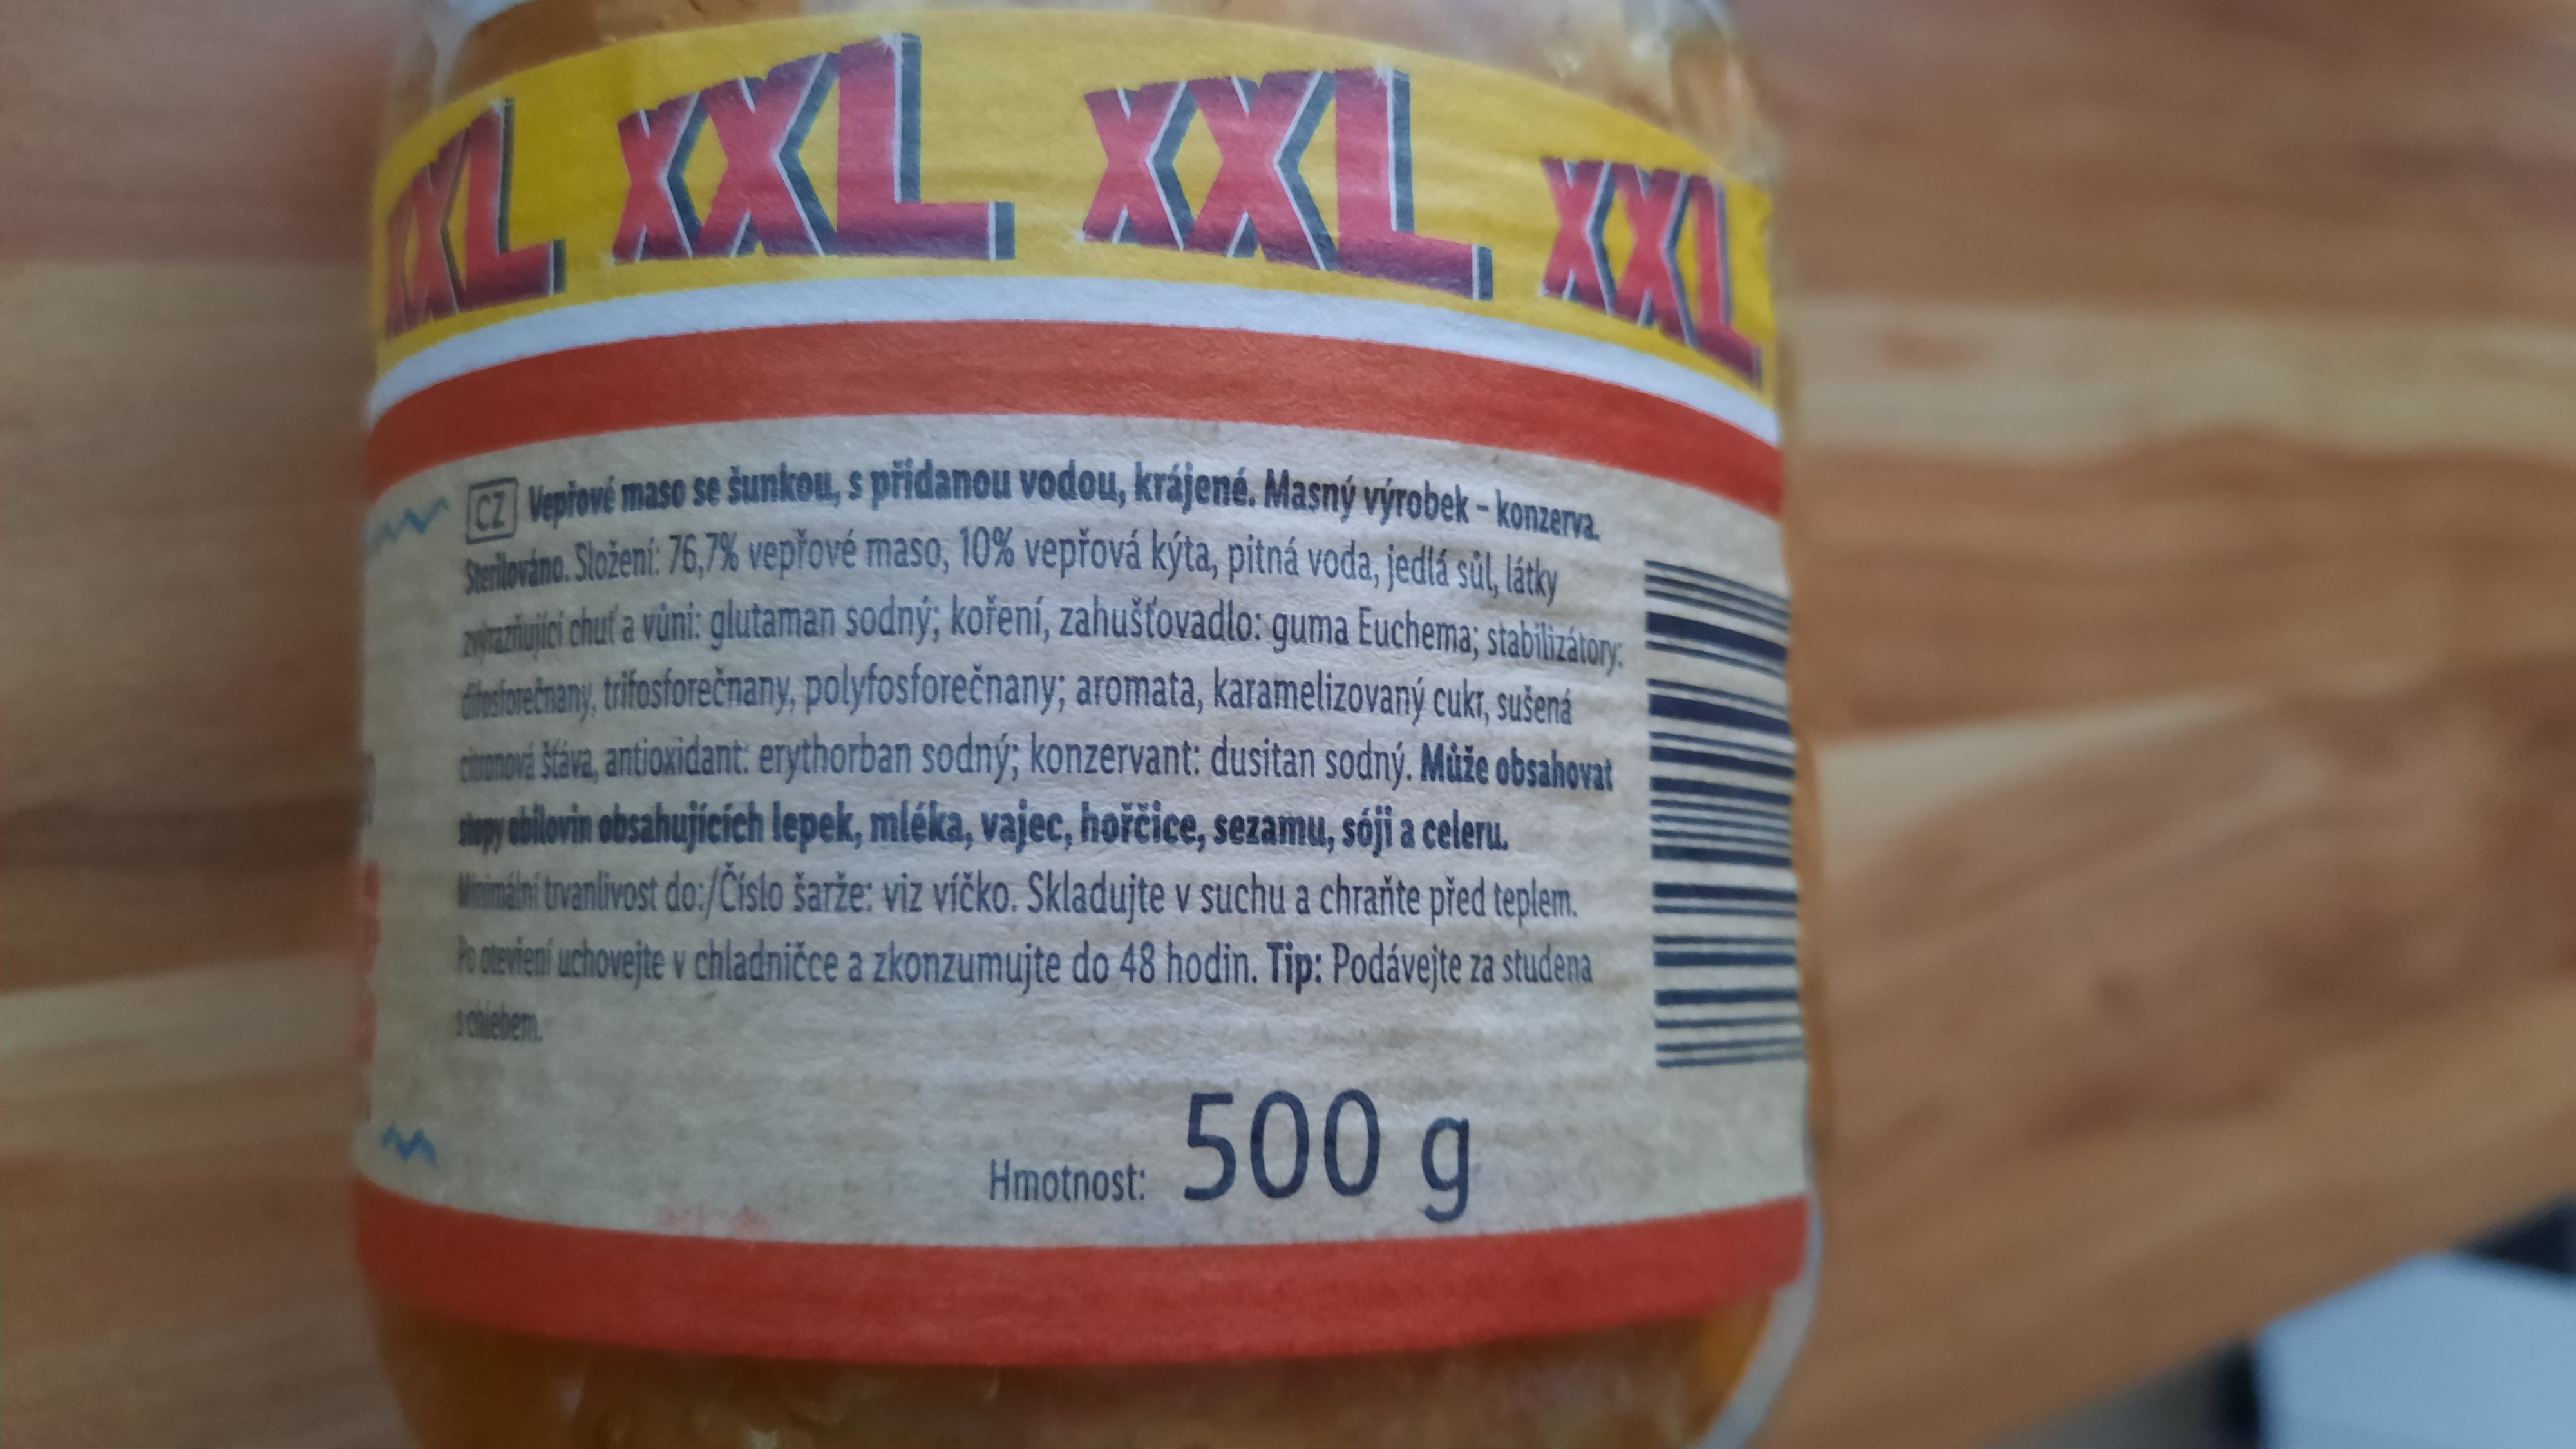 XXL XXL XXL XXL
CZ Vepřové maso se šunkou, s přidanou vodou, krájené. Masný výrobek – konzerva.
Sterilováno. Složení: 76,7% vepřové maso, 10% vepřová kýta, pitná voda, jedlá sůl, látky
zvýrazňující chuť a vůni: glutaman sodný; koření, zahušťovadlo: guma Euchema; stabilizátory:
difosforečnany, trifosforečnany, polyfosforečnany; aromata, karamelizovaný cukr, sušená
citronová šťáva, antioxidant: erythorban sodný; konzervant: dusitan sodný. Může obsahovat
stopy obilovin obsahujících lepek, mléka, vajec, hořčice, sezamu, sóji a celeru.
Minimální trvanlivost do:/Číslo šarže: viz víčko. Skladujte v suchu a chraňte před teplem.
Po otevření uchovejte v chladničce a zkonzumujte do 48 hodin. Tip: Podávejte za studena
s chlebem.
Hmotnost: 500 g